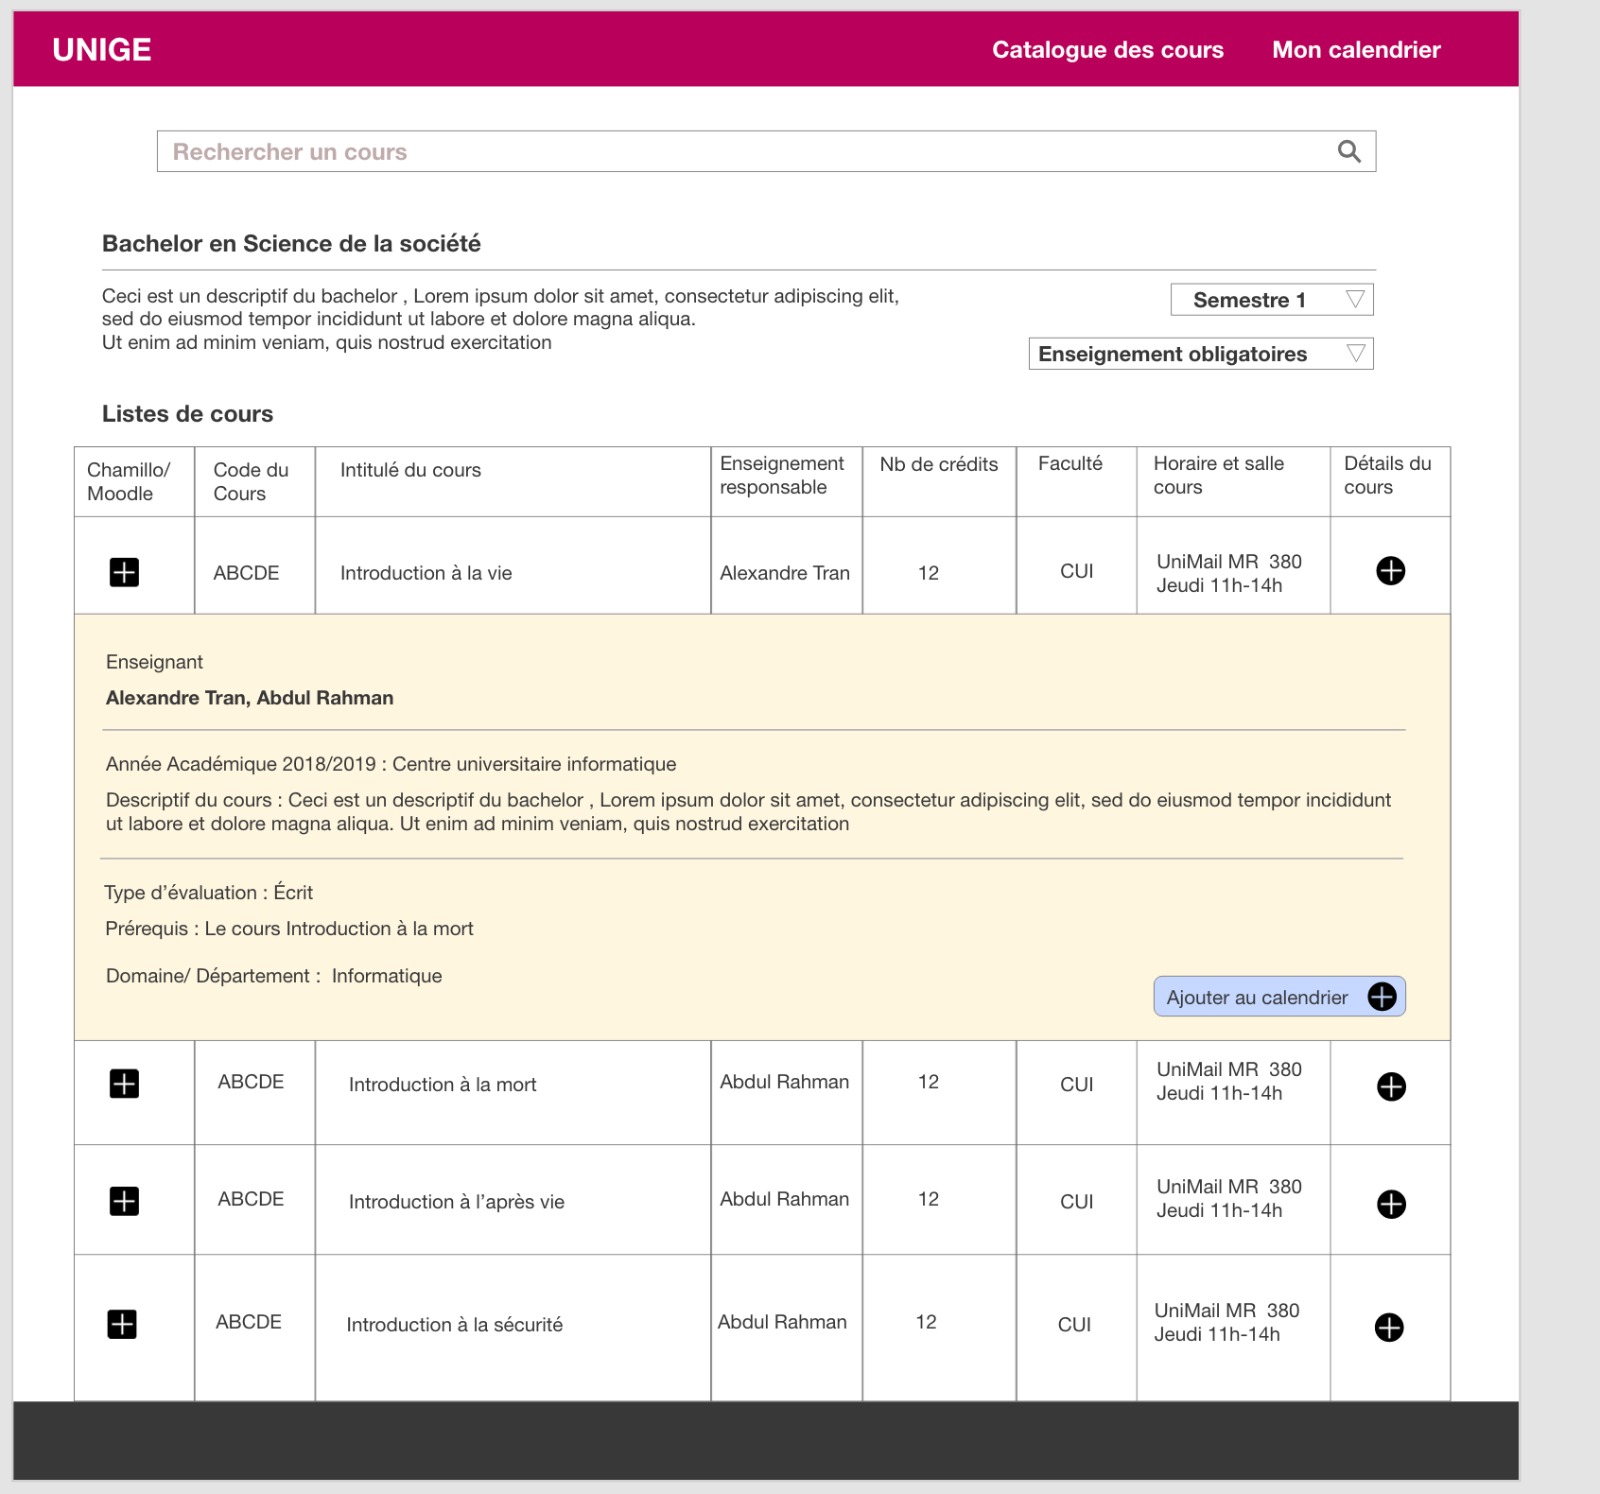 UNIGE
Catalogue des cours
Mon calendrier
Rechercher un cours
Bachelor en Science de la société
Ceci est un descriptif du bachelor , Lorem ipsum dolor sit amet, consectetur adipiscing elit,
sed do eiusmod tempor incididunt ut labore et dolore magna aliqua.
Ut enim ad minim veniam, quis nostrud exercitation
Semestre 1
Enseignement obligatoires
Listes de cours
Chamillo/
Moodle
Code du
Cours
Intitulé du cours
Enseignement
responsable
Nb de crédits
Faculté
Horaire et salle
cours
Détails du
cours
ABCDE
Introduction à la vie
Alexandre Tran
12
CUI
UniMail MR  380
Jeudi 11h-14h
Enseignant
Alexandre Tran, Abdul Rahman
Année Académique 2018/2019 : Centre universitaire informatique
Descriptif du cours : Ceci est un descriptif du bachelor , Lorem ipsum dolor sit amet, consectetur adipiscing elit, sed do eiusmod tempor incididunt
ut labore et dolore magna aliqua. Ut enim ad minim veniam, quis nostrud exercitation
Type d’évaluation : Écrit
Prérequis : Le cours Introduction à la mort
Domaine/ Département :  Informatique
Ajouter au calendrier
ABCDE
Introduction à la mort
Abdul Rahman
12
CUI
UniMail MR  380
Jeudi 11h-14h
ABCDE
Introduction à l’après vie
Abdul Rahman
12
CUI
UniMail MR  380
Jeudi 11h-14h
ABCDE
Introduction à la sécurité
Abdul Rahman
12
CUI
UniMail MR  380
Jeudi 11h-14h